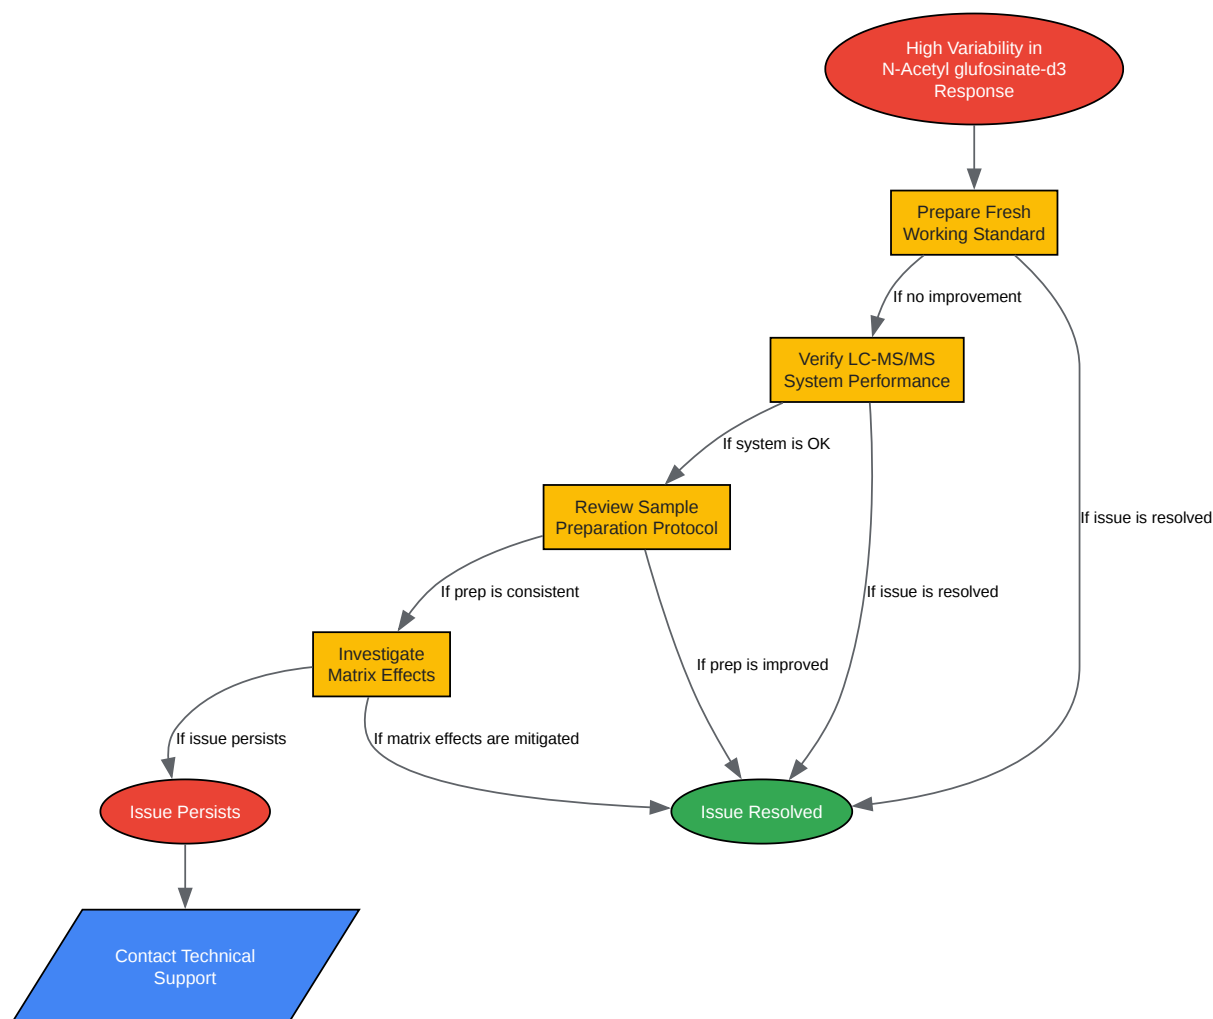 High Variability in
N-Acetyl glufosinate-d3
Response
Prepare Fresh
Working Standard
If no improvement
Verify LC-MS/MS
System Performance
If system is OK
Review Sample
Preparation Protocol
If issue is resolved
If prep is consistent
If issue is resolved
Investigate
Matrix Effects
If prep is improved
If issue persists
If matrix effects are mitigated
Issue Persists
Issue Resolved
Contact Technical
Support